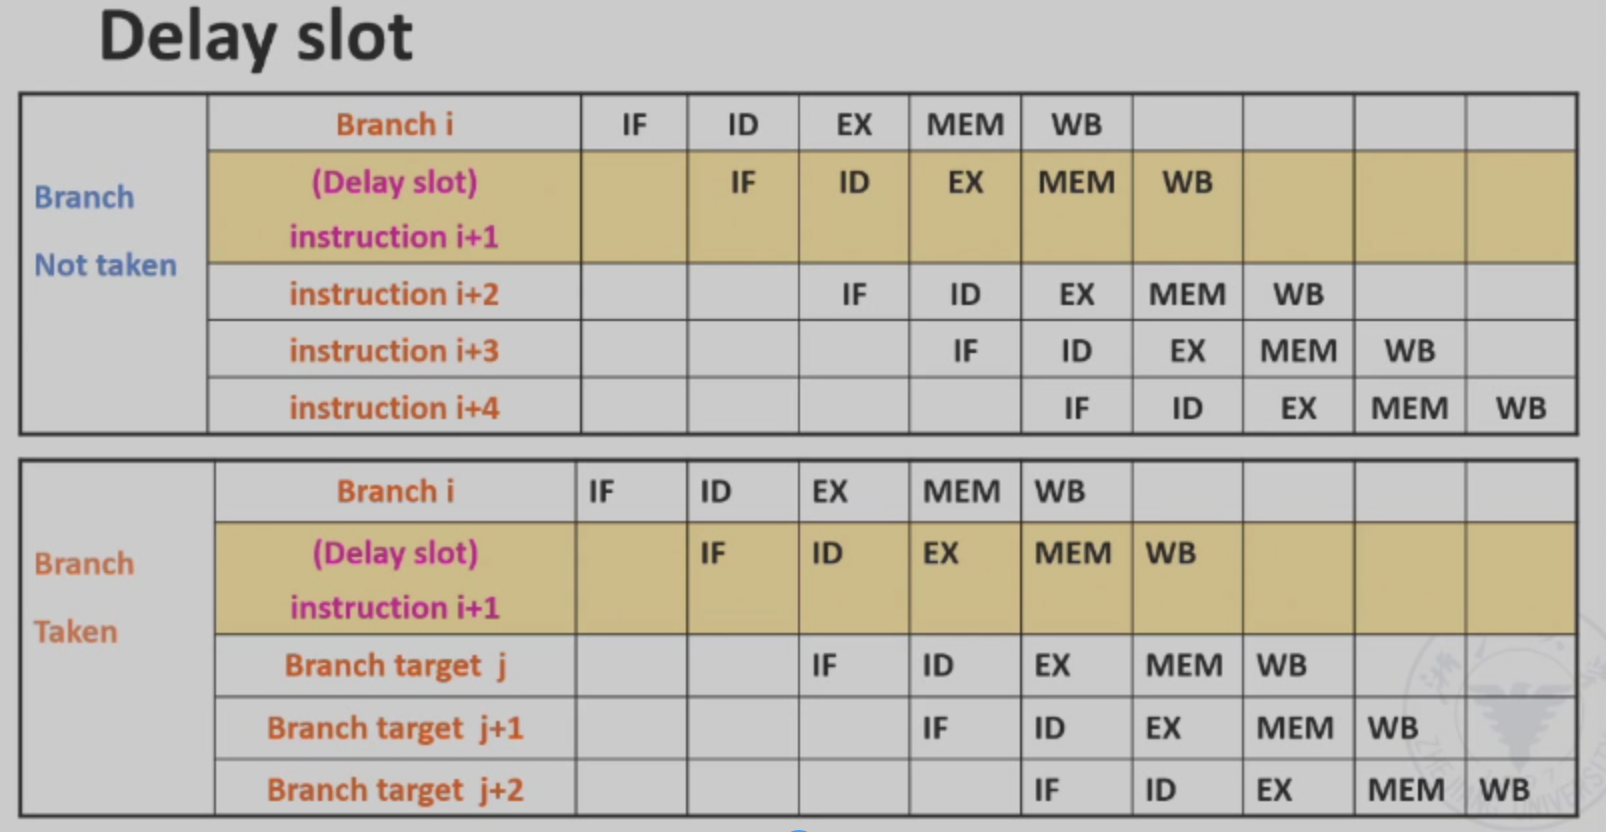 Delay slot
Branch i IF ID EX MEM WB
Branch
Not taken
(Delay slot) IF ID EX MEM WB
instruction i+1
instruction i+2 IF ID EX MEM WB
instruction i+3 IF ID EX MEM WB
instruction i+4 IF ID EX MEM WB
Branch i IF ID EX MEM WB
Branch
Taken
(Delay slot) IF ID EX MEM WB
instruction i+1
Branch target j IF ID EX MEM WB
Branch target j+1 IF ID EX MEM WB
Branch target j+2 IF ID EX MEM WB